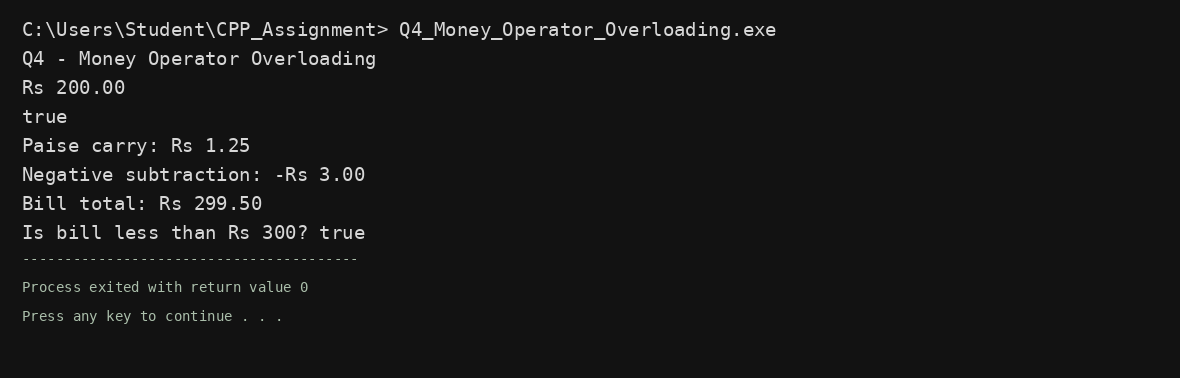 C:\Users\Student\CPP_Assignment> Q4_Money_Operator_Overloading.exe
Q4 - Money Operator Overloading
Rs 200.00
true
Paise carry: Rs 1.25
Negative subtraction: -Rs 3.00
Bill total: Rs 299.50
Is bill less than Rs 300? true
----------------------------------------
Process exited with return value 0
Press any key to continue . . .